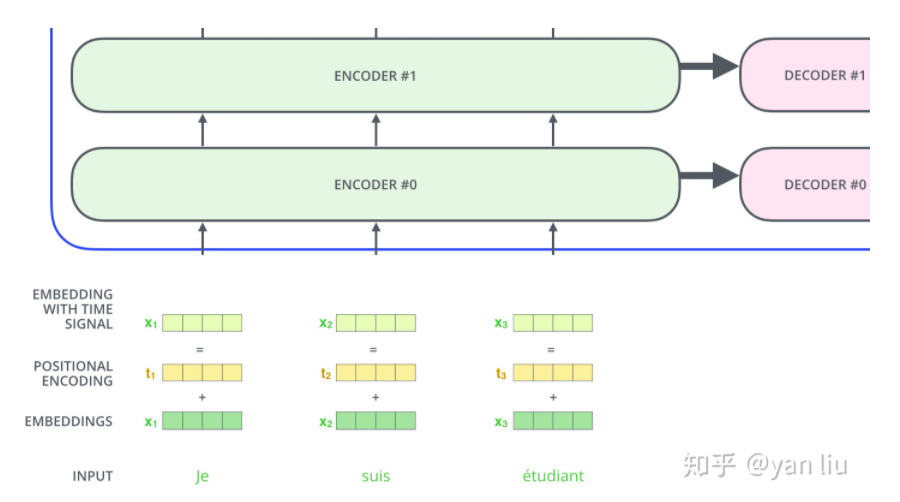 ENCODER #1
DECODER #1
ENCODER #0
DECODER #0
EMBEDDING
WITH TIME
SIGNAL
x₁
x₂
x₃
=
=
=
POSITIONAL
ENCODING
t₁
t₂
t₃
+
+
+
EMBEDDINGS
x₁
x₂
x₃
INPUT
Je
suis
étudiant
知乎 @yan liu